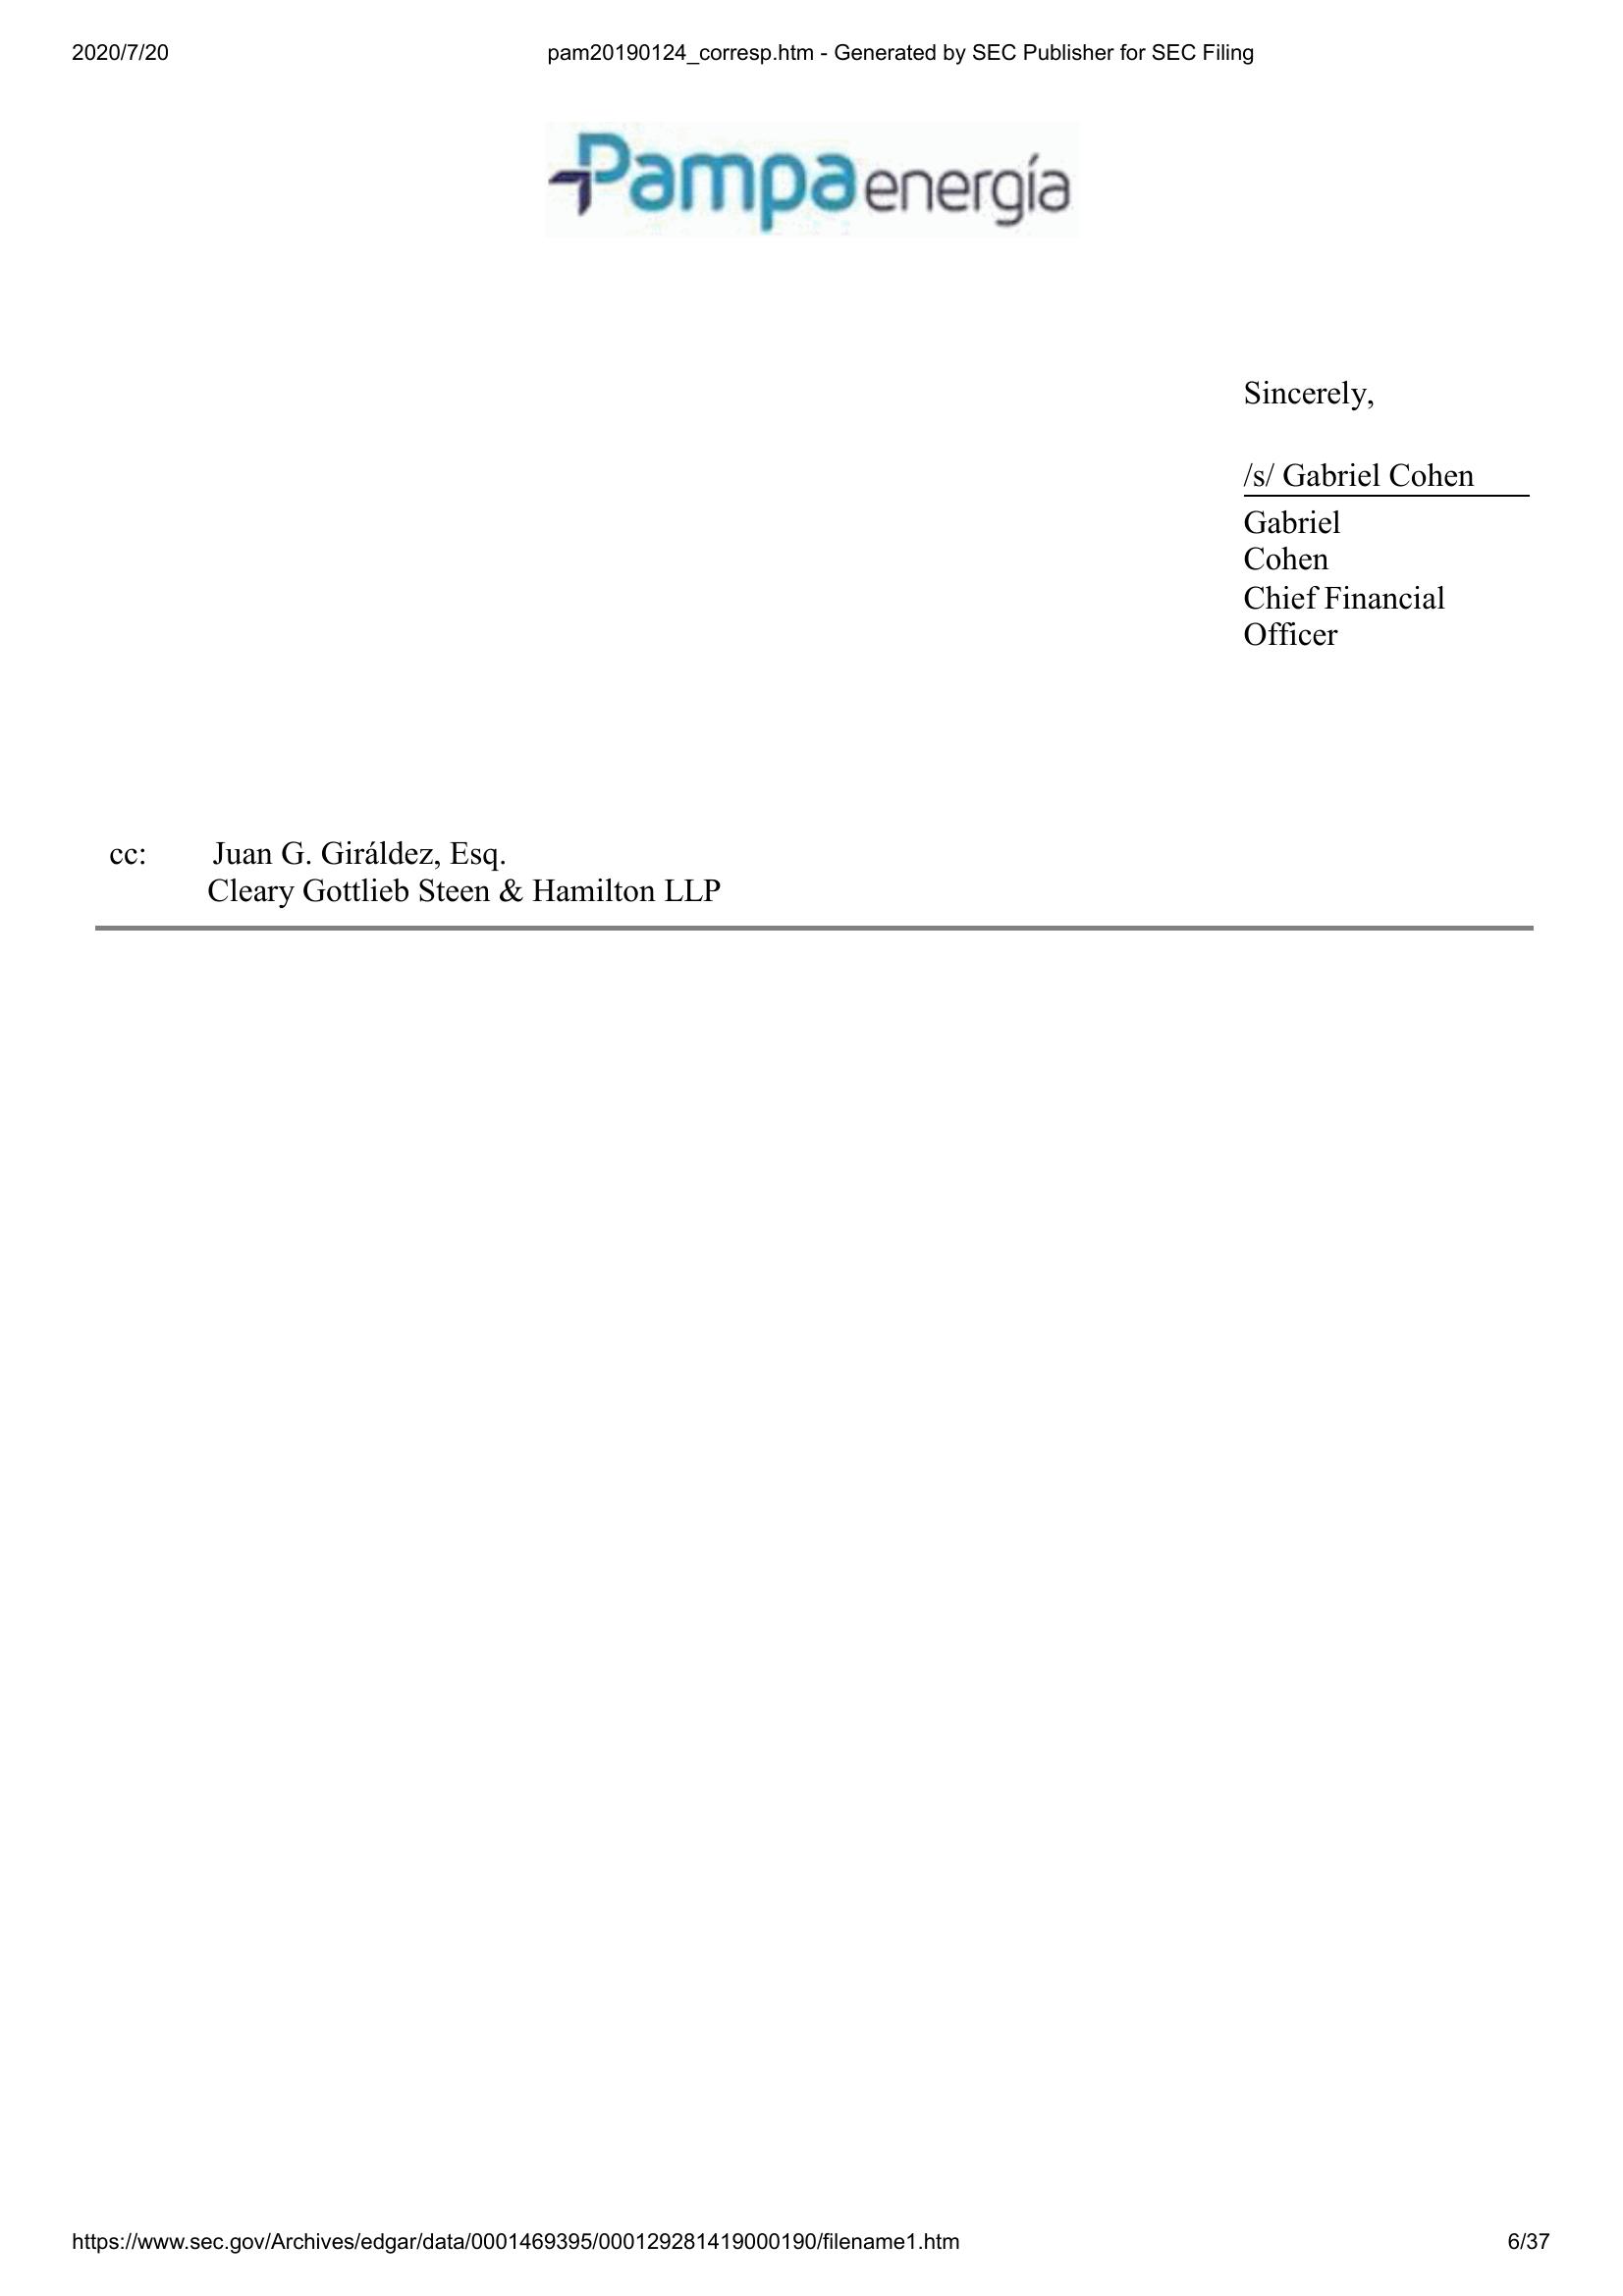 2020/7/20 pam20190124_corresp.htm - Generated by SEC Publisher for SEC Filing
Pampa energía
Sincerely,
/s/ Gabriel Cohen
Gabriel
Cohen
Chief Financial
Officer
cc: Juan G. Giráldez, Esq.
Cleary Gottlieb Steen & Hamilton LLP
https://www.sec.gov/Archives/edgar/data/0001469395/000129281419000190/filename1.htm 6/37